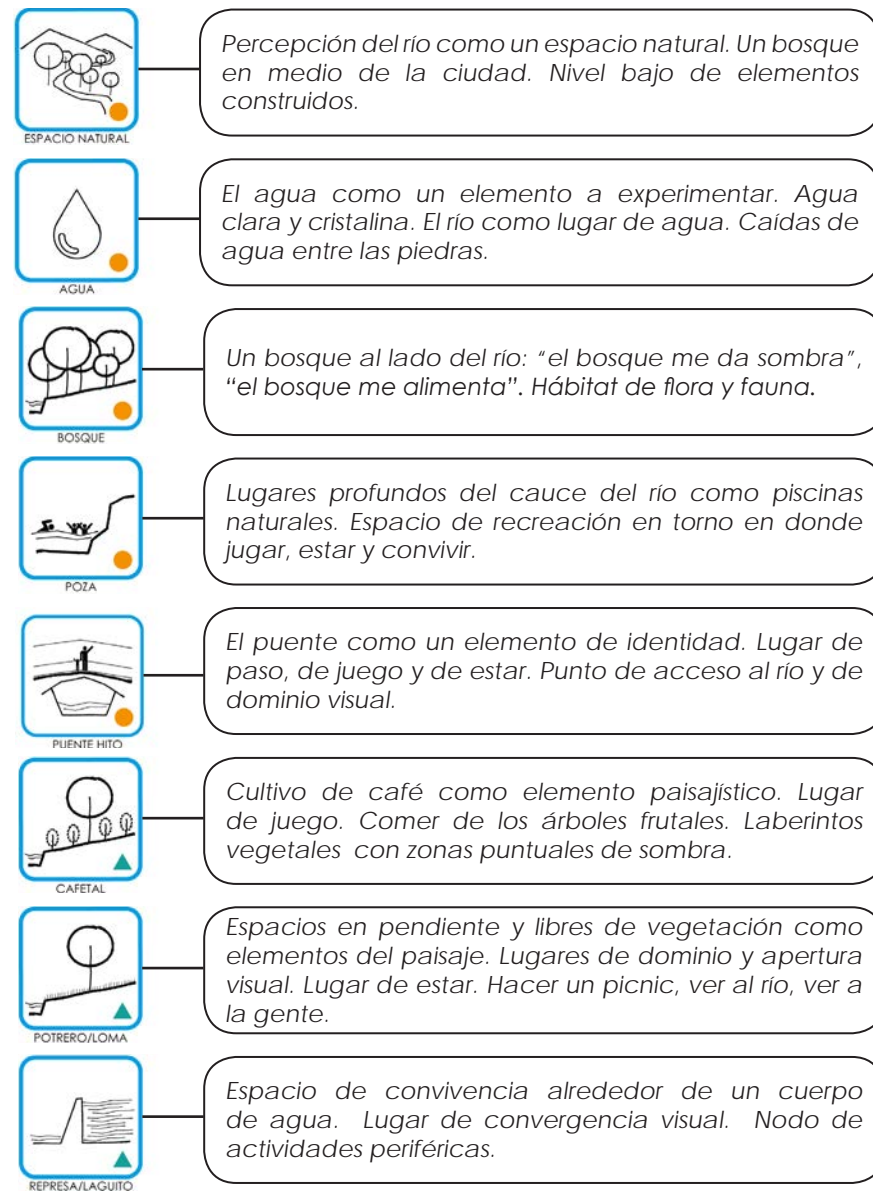 Percepción del río como un espacio natural. Un bosque
en medio de la ciudad. Nivel bajo de elementos
construidos.
ESPACIO NATURAL
El agua como un elemento a experimentar. Agua
clara y cristalina. El río como lugar de agua. Caídas de
agua entre las piedras.
AGUA
Un bosque al lado del río: “el bosque me da sombra”,
“el bosque me alimenta”. Hábitat de flora y fauna.
BOSQUE
Lugares profundos del cauce del río como piscinas
naturales. Espacio de recreación en torno en donde
jugar, estar y convivir.
POZA
El puente como un elemento de identidad. Lugar de
paso, de juego y de estar. Punto de acceso al río y de
dominio visual.
PUENTE HITO
Cultivo de café como elemento paisajístico. Lugar
de juego. Comer de los árboles frutales. Laberintos
vegetales con zonas puntuales de sombra.
CAFETAL
Espacios en pendiente y libres de vegetación como
elementos del paisaje. Lugares de dominio y apertura
visual. Lugar de estar. Hacer un picnic, ver al río, ver a
la gente.
POTRERO/LOMA
Espacio de convivencia alrededor de un cuerpo
de agua. Lugar de convergencia visual. Nodo de
actividades periféricas.
REPRESA/LAGUITO